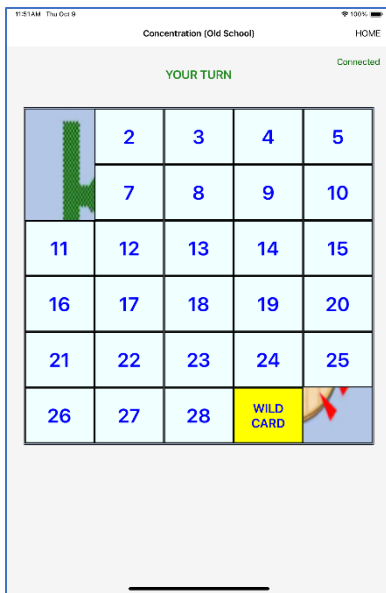 11:51AM Thu Oct 9 100%
Concentration (Old School) HOME
Connected
YOUR TURN
2 3 4 5
7 8 9 10
11 12 13 14 15
16 17 18 19 20
21 22 23 24 25
26 27 28 WILD
CARD